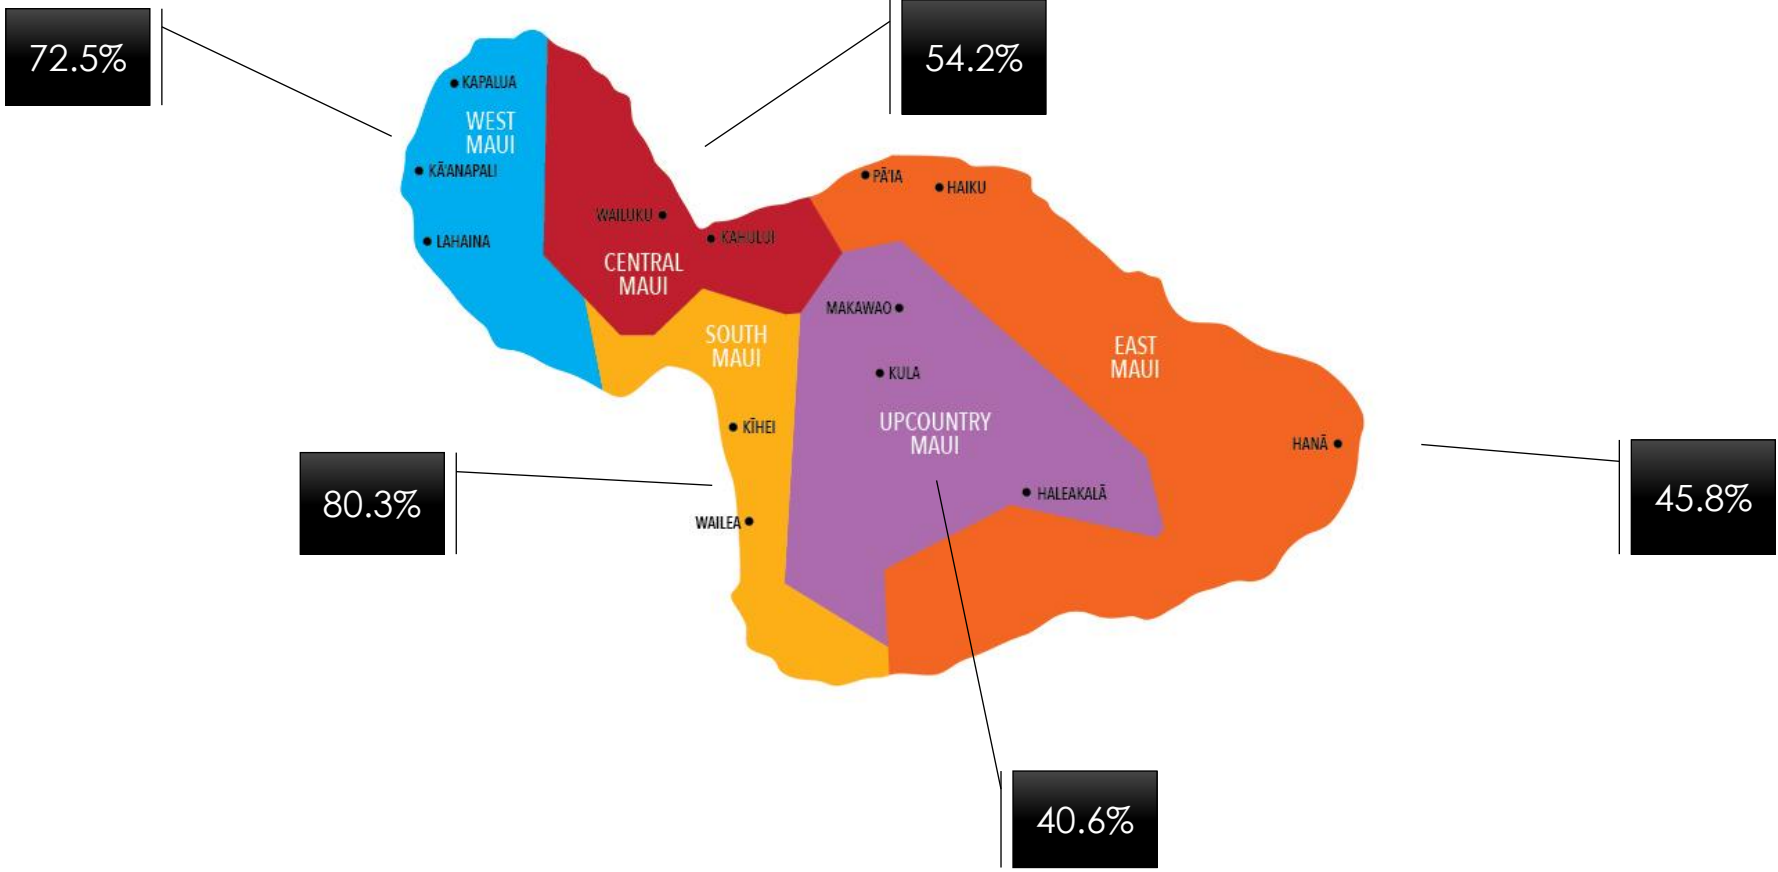 72.5%
54.2%
KAPALUA
WEST
MAUI
KĀ'ANAPALI
LAHAINA
PĀ'IA
HAIKU
WAILUKU
KAHULUI
CENTRAL
MAUI
MAKAWAO
SOUTH
MAUI
EAST
MAUI
KULA
UPCOUNTRY
MAUI
KĪHEI
HANĀ
80.3%
45.8%
HALEAKALĀ
WAILEA
40.6%